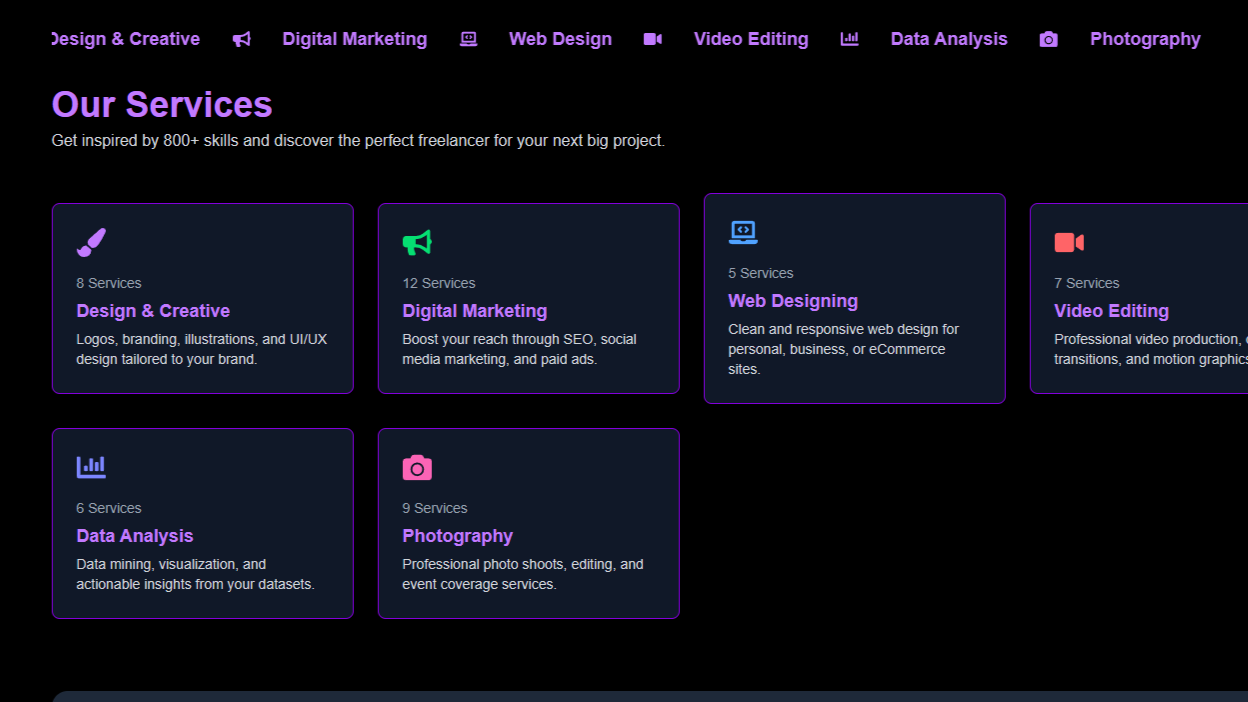 Design & Creative Digital Marketing Web Design Video Editing Data Analysis Photography
Our Services
Get inspired by 800+ skills and discover the perfect freelancer for your next big project.
8 Services
Design & Creative
Logos, branding, illustrations, and UI/UX
design tailored to your brand.
12 Services
Digital Marketing
Boost your reach through SEO, social
media marketing, and paid ads.
5 Services
Web Designing
Clean and responsive web design for
personal, business, or eCommerce
sites.
7 Services
Video Editing
Professional video production,
transitions, and motion graphics
6 Services
Data Analysis
Data mining, visualization, and
actionable insights from your datasets.
9 Services
Photography
Professional photo shoots, editing, and
event coverage services.